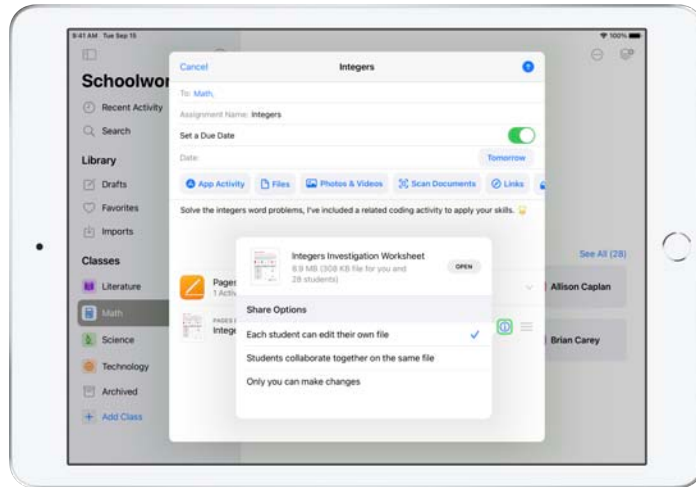 9:41 AM Tue Sep 15
100%
Schoolwor
Recent Activity
Search
Library
Drafts
Favorites
Imports
Classes
Literature
Math
Science
Technology
Archived
Add Class
Cancel
Integers
To: Math,
Assignment Name: Integers
Set a Due Date
Date:
Tomorrow
App Activity
Files
Photos & Videos
Scan Documents
Links
Solve the integers word problems, I've included a related coding activity to apply your skills.
Pages
1 Activ
PAGES
Intege
Integers Investigation Worksheet
8.9 MB (308 KB file for you and
28 students)
OPEN
Share Options
Each student can edit their own file
Students collaborate together on the same file
Only you can make changes
See All (28)
Allison Caplan
Brian Carey